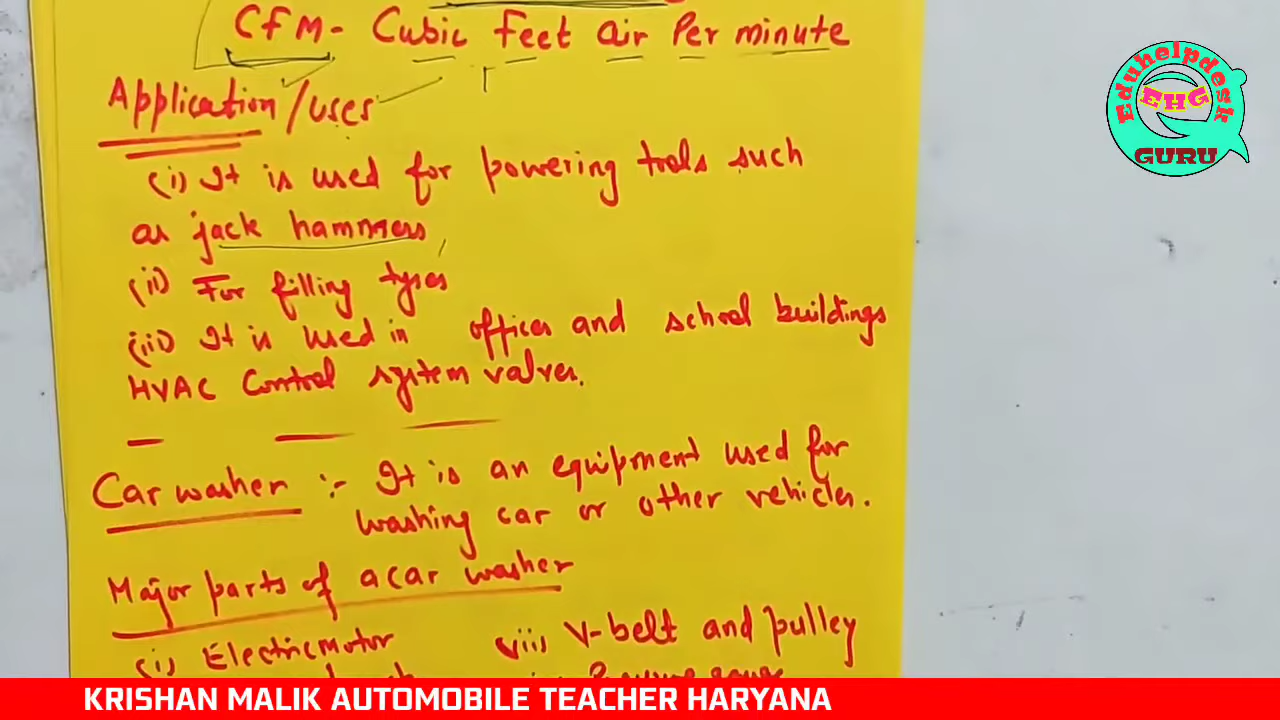 CFM- Cubic Feet air Per minute
Application/uses
(i) It is used for powering tools such
as jack hammers
(ii) For filling tyres
(iii) It is used in offices and school buildings
HVAC Control system valves.
Car washer :- It is an equipment used for
washing car or other vehicles.
Major parts of a car washer
(i) Electric motor
vii) V-belt and pulley
Eduhelpdesk
EHG
GURU
KRISHAN MALIK AUTOMOBILE TEACHER HARYANA